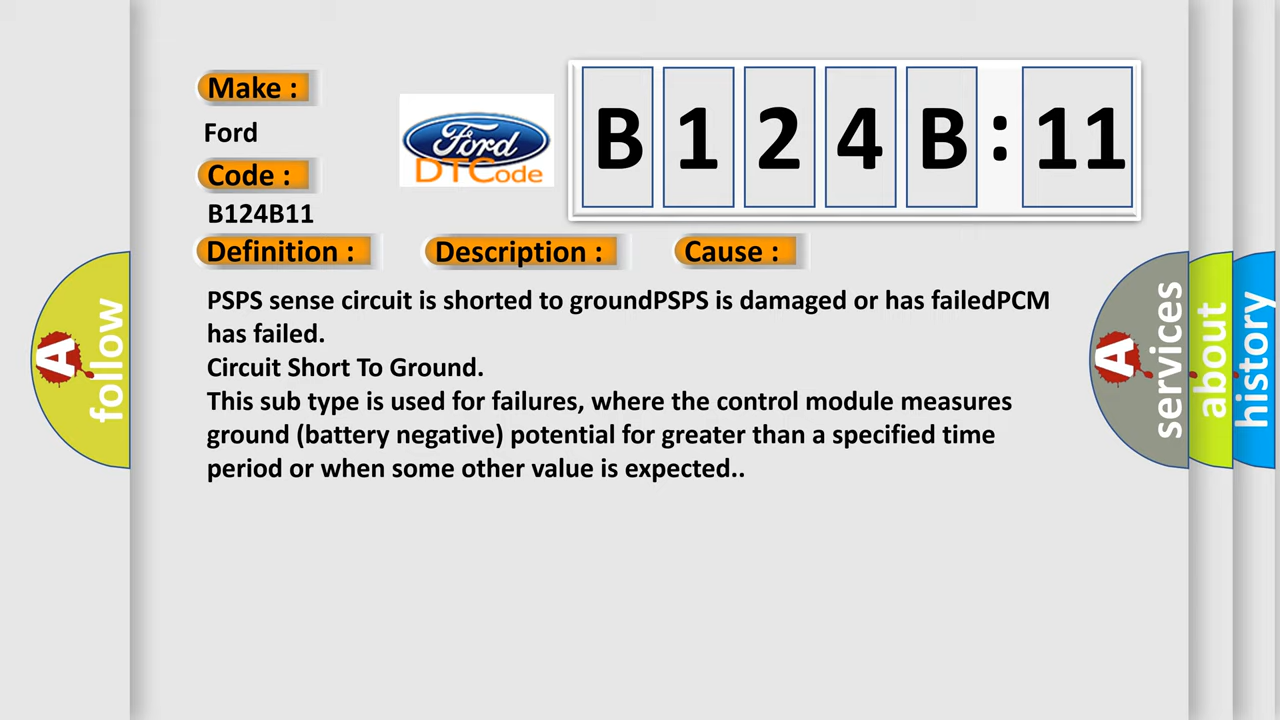 Make :
Ford
Code :
B124B11
Ford
DTCode
B 1 2 4 B : 11
Definition :
Description :
Cause :
PSPS sense circuit is shorted to groundPSPS is damaged or has failedPCM
has failed.
Circuit Short To Ground.
This sub type is used for failures, where the control module measures
ground (battery negative) potential for greater than a specified time
period or when some other value is expected..
A
follow
A
services
about
history